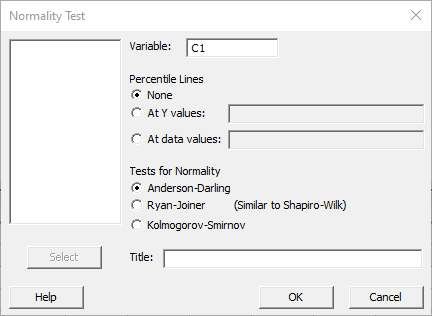 Normality Test
Variable: C1
Percentile Lines
None
At Y values:
At data values:
Tests for Normality
Anderson-Darling
Ryan-Joiner (Similar to Shapiro-Wilk)
Kolmogorov-Smirnov
Select
Title:
Help
OK
Cancel